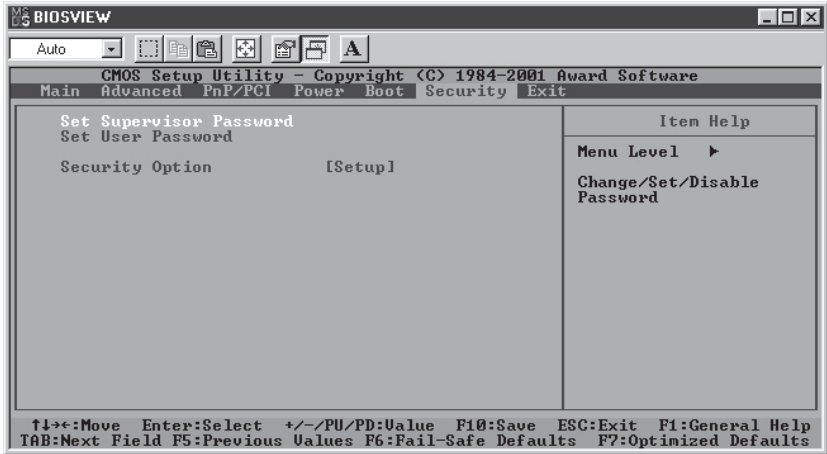 MS DOS BIOSVIEW
Auto A
CMOS Setup Utility - Copyright (C) 1984-2001 Award Software
Main Advanced PnP/PCI Power Boot Security Exit
Set Supervisor Password
Set User Password
Security Option [Setup]
Item Help
Menu Level ▶
Change/Set/Disable
Password
↑↓→←:Move Enter:Select +/-/PU/PD:Value F10:Save ESC:Exit F1:General Help
TAB:Next Field F5:Previous Values F6:Fail-Safe Defaults F7:Optimized Defaults